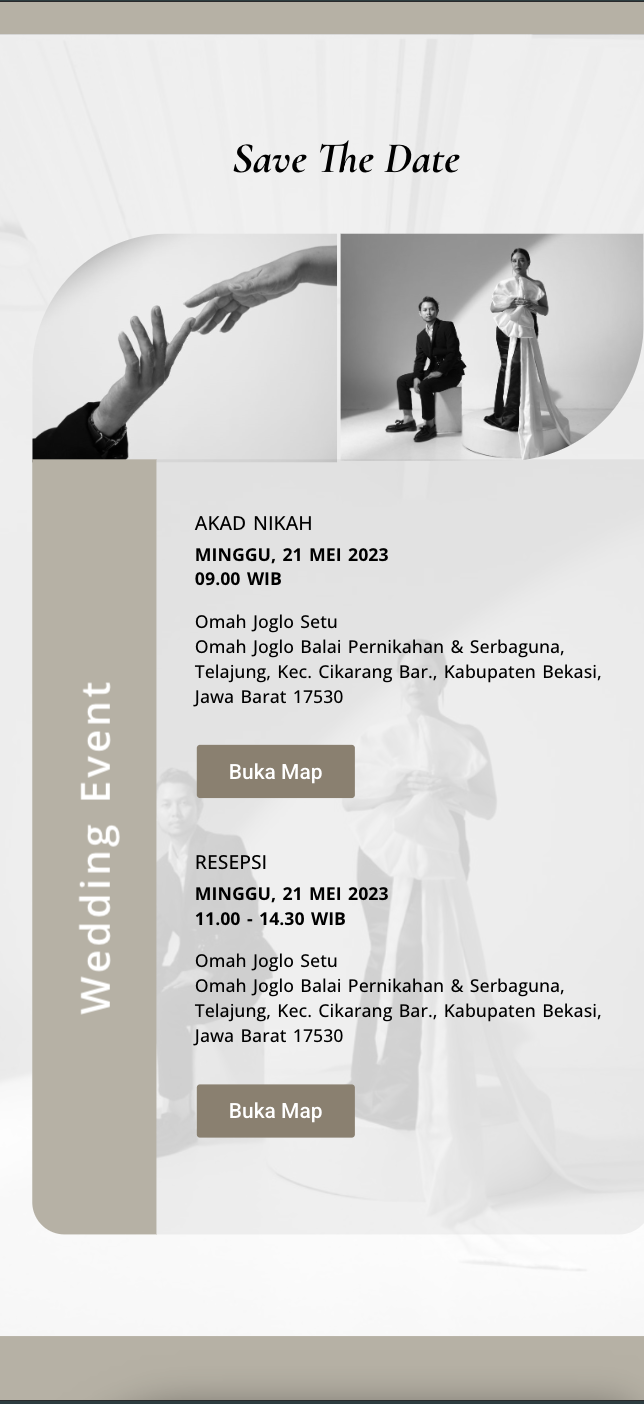 Save The Date
Wedding Event
AKAD NIKAH
MINGGU, 21 MEI 2023
09.00 WIB
Omah Joglo Setu
Omah Joglo Balai Pernikahan & Serbaguna,
Telajung, Kec. Cikarang Bar., Kabupaten Bekasi,
Jawa Barat 17530
Buka Map
RESEPSI
MINGGU, 21 MEI 2023
11.00 - 14.30 WIB
Omah Joglo Setu
Omah Joglo Balai Pernikahan & Serbaguna,
Telajung, Kec. Cikarang Bar., Kabupaten Bekasi,
Jawa Barat 17530
Buka Map